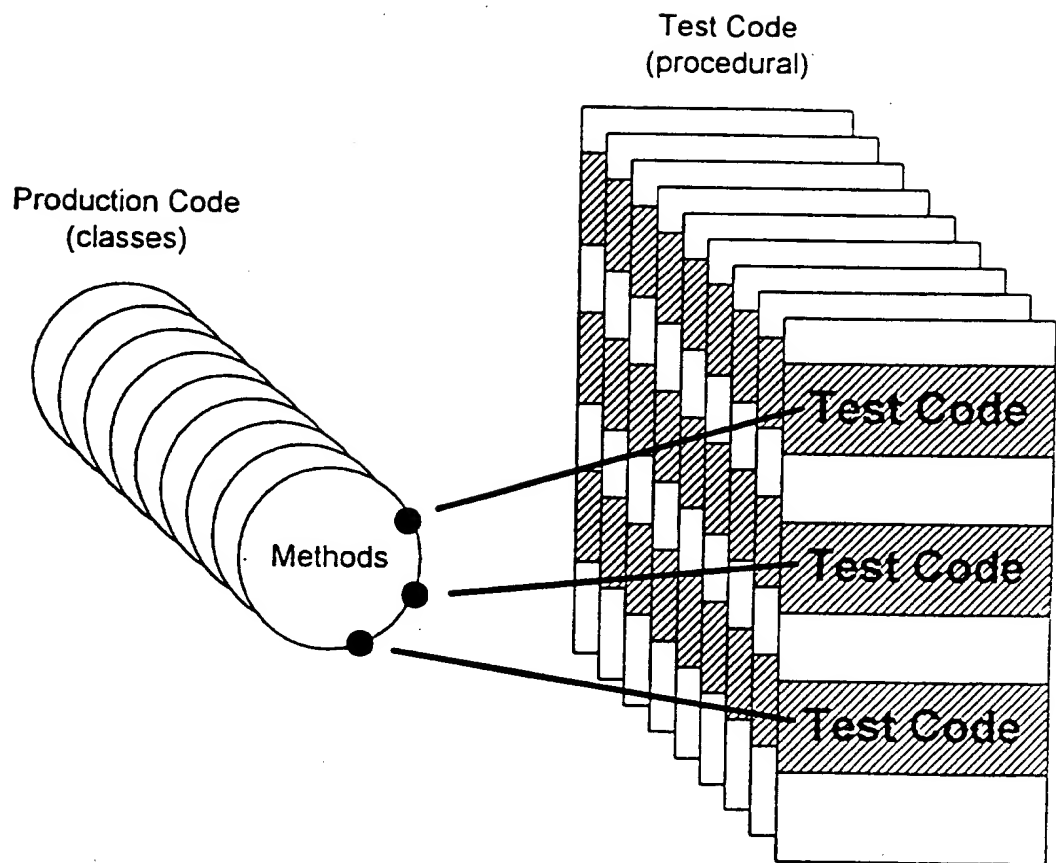 Test Code
(procedural)
Production Code
(classes)
Methods
Test Code
Test Code
Test Code